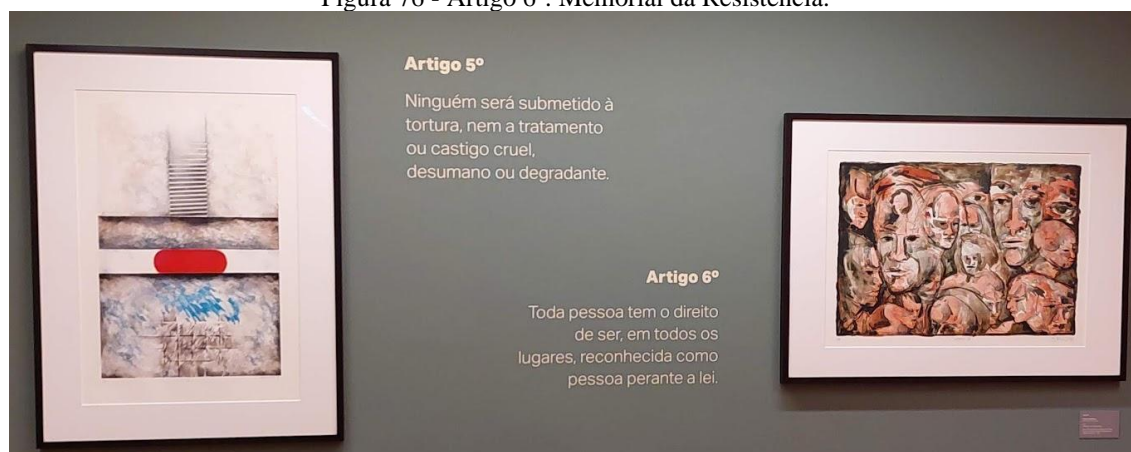 Figura 76 - Artigo 6º. Memorial da Resistência.
Artigo 5º
Ninguém será submetido à
tortura, nem a tratamento
ou castigo cruel,
desumano ou degradante.
Artigo 6º
Toda pessoa tem o direito
de ser, em todos os
lugares, reconhecida como
pessoa perante a lei.